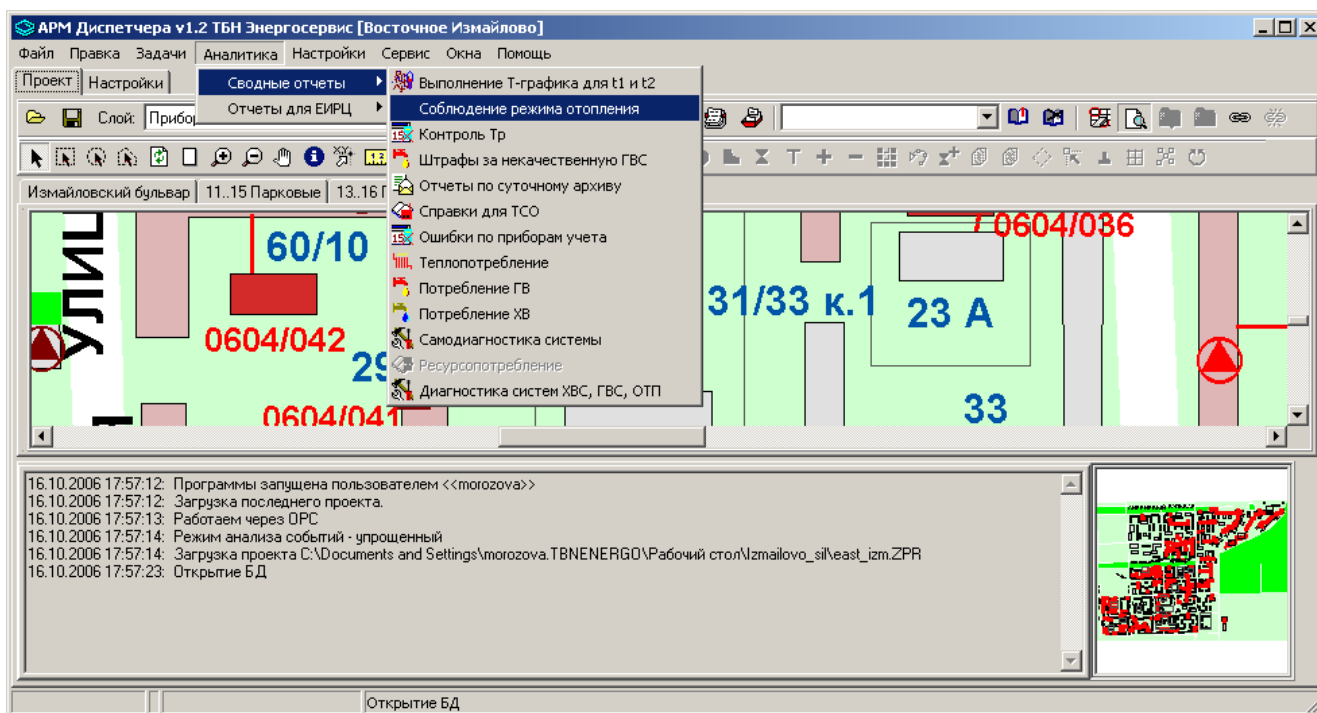 АРМ Диспетчера v1.2 ТБН Энергосервис [Восточное Измайлово]
Файл Правка Задачи Аналитика Настройки Сервис Окна Помощь
Проект Настройки
Сводные отчеты
Отчеты для ЕИРЦ
Выполнение Т-графика для t1 и t2
Соблюдение режима отопления
Контроль Тр
Штрафы за некачественную ГВС
Отчеты по суточному архиву
Справки для ТСО
Ошибки по приборам учета
Теплопотребление
Потребление ГВ
Потребление ХВ
Самодиагностика системы
Ресурсопотребление
Диагностика систем ХВС, ГВС, ОТП
Слой: Прибо
Измайловский бульвар 11..15 Парковые 13..16
УЛИЦ
60/10
0604/042
29
0604/041
0604/036
31/33 к.1
23 А
33
16.10.2006 17:57:12: Программы запущена пользователем <<morozova>>
16.10.2006 17:57:12: Загрузка последнего проекта.
16.10.2006 17:57:13: Работаем через OPC
16.10.2006 17:57:14: Режим анализа событий - упрощенный
16.10.2006 17:57:14: Загрузка проекта C:\Documents and Settings\morozova.TBNENERGO\Рабочий стол\Izmailovo_sil\east_izm.ZPR
16.10.2006 17:57:23: Открытие БД
Открытие БД